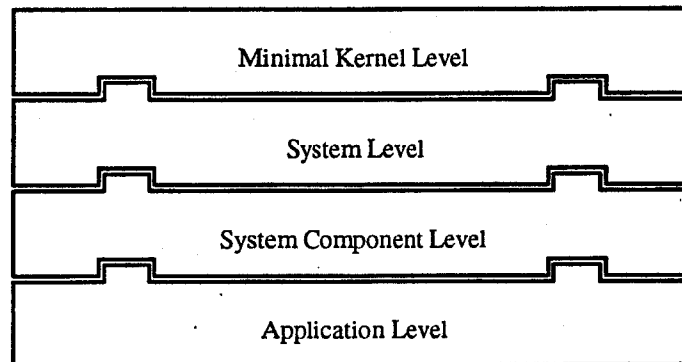 Minimal Kernel Level
System Level
System Component Level
Application Level